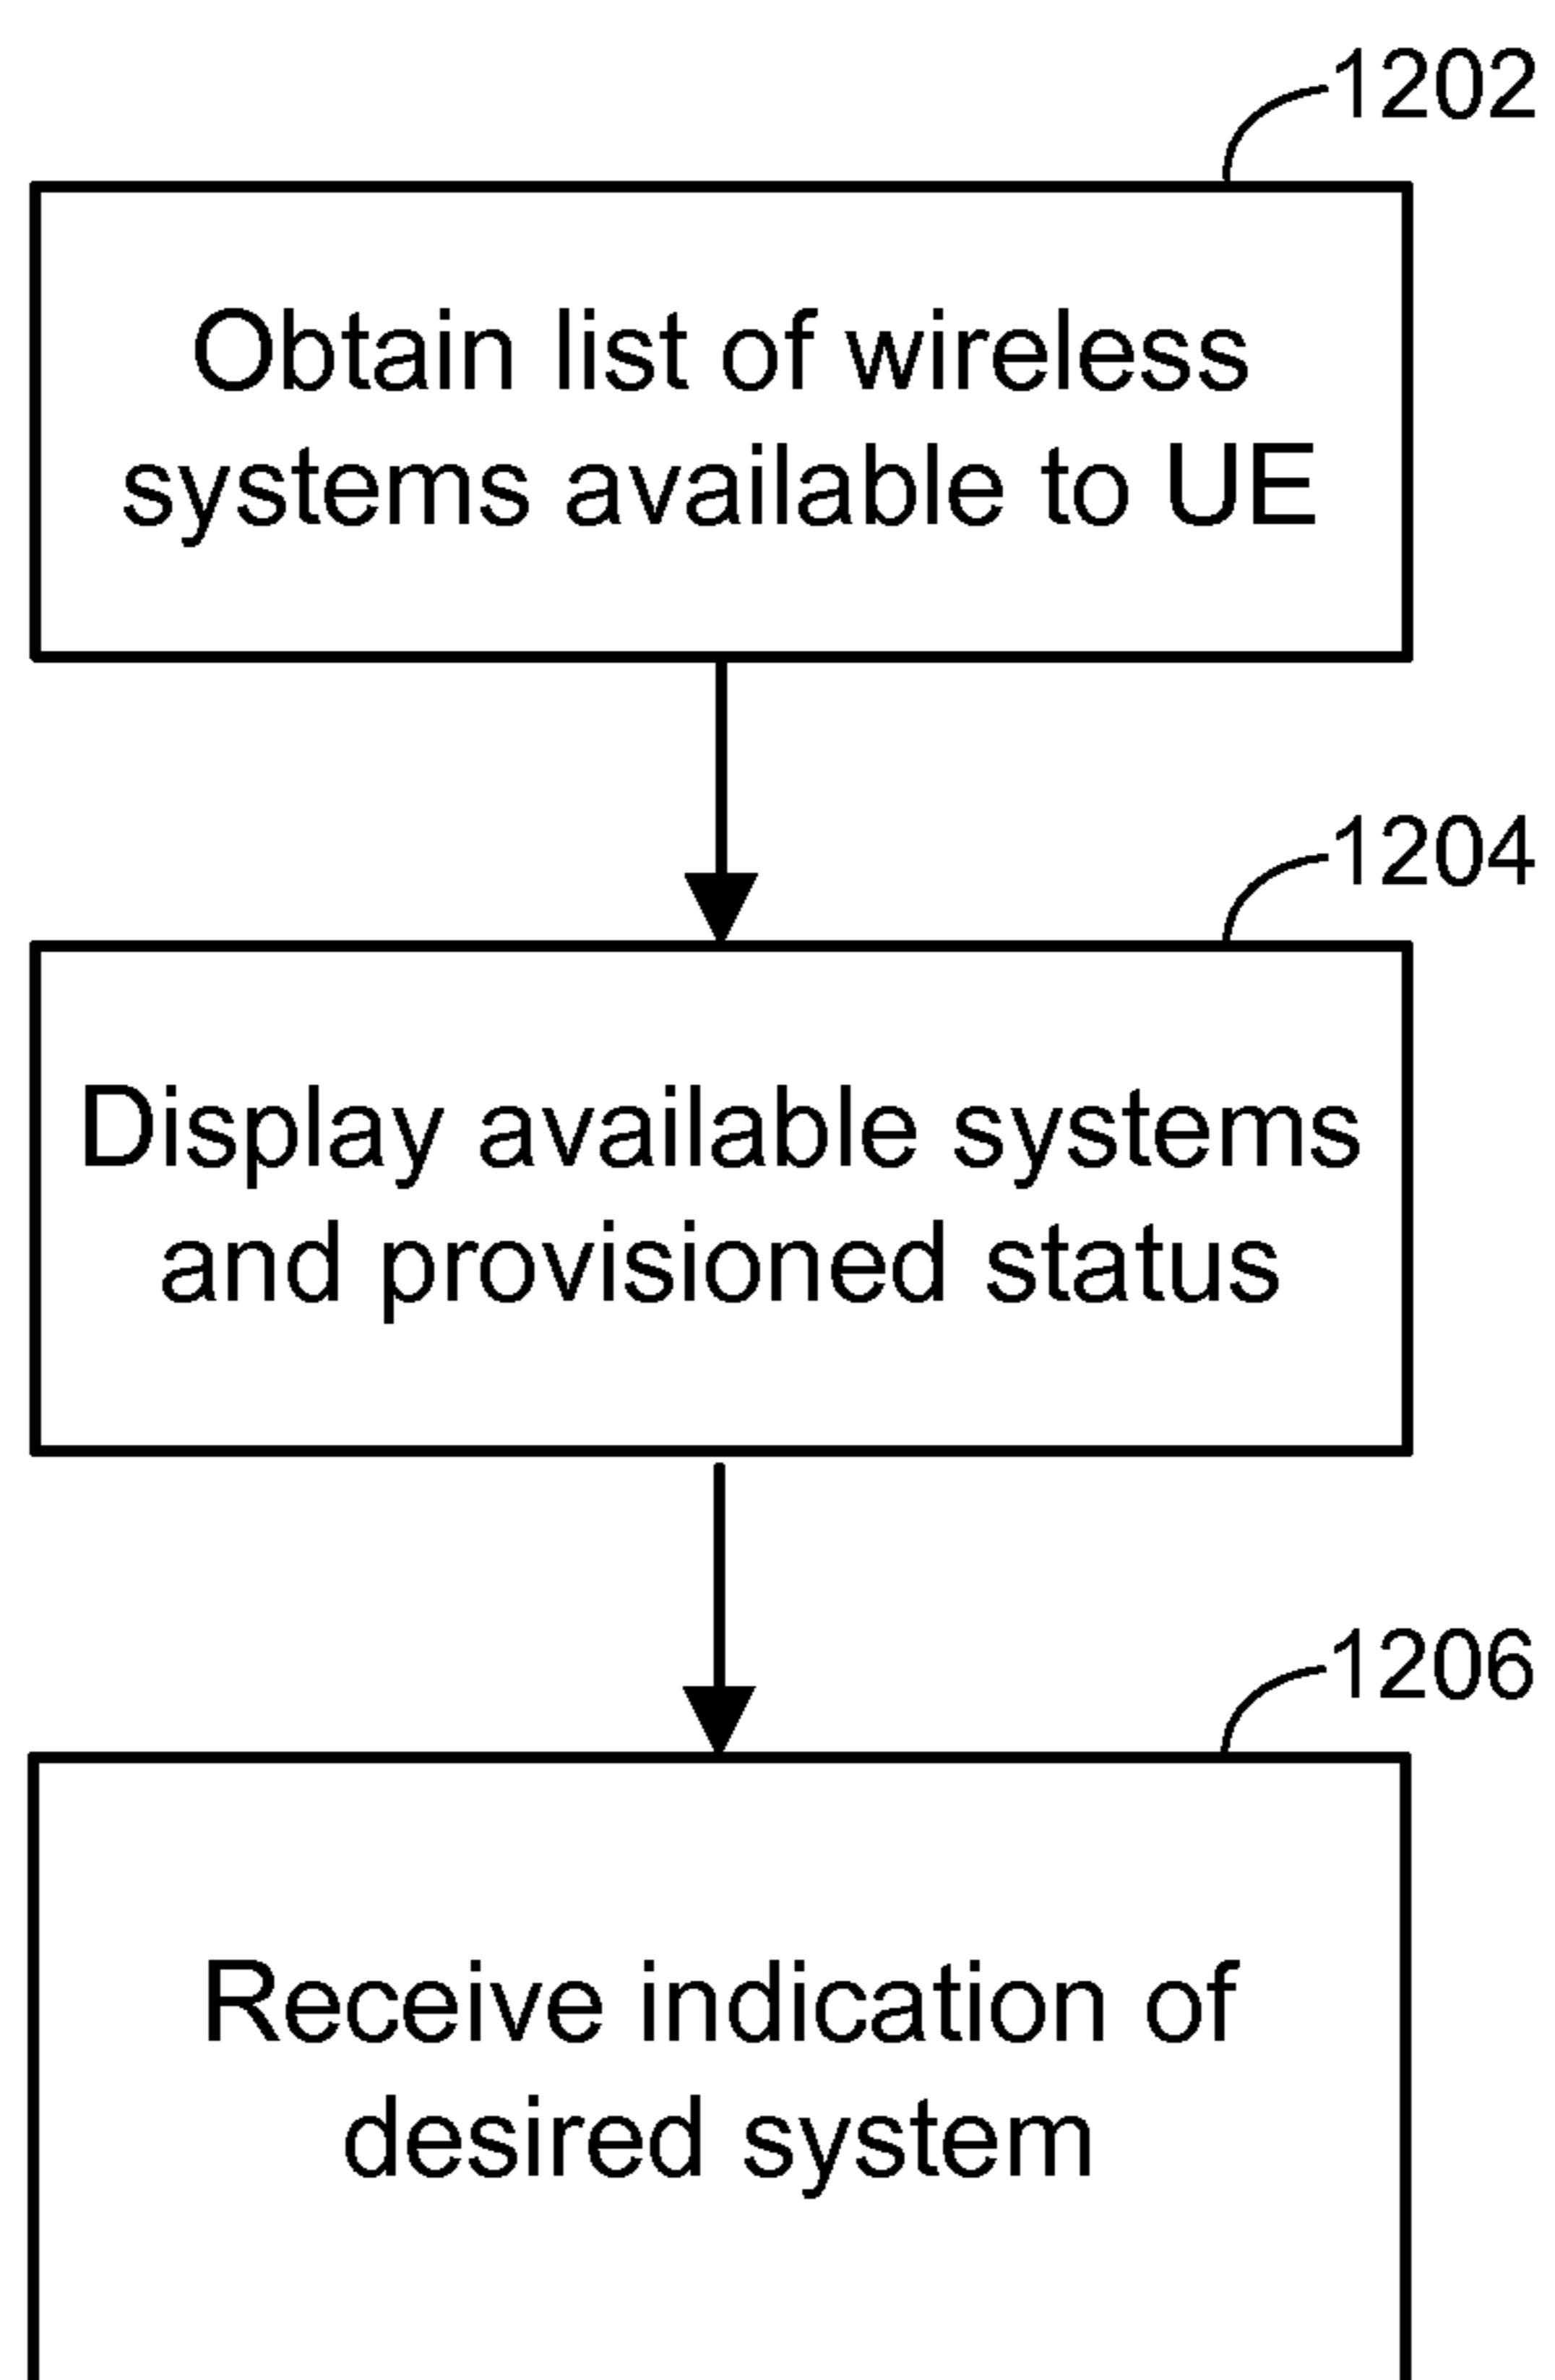 1202
Obtain list of wireless
systems available to UE
1204
Display available systems
and provisioned status
1206
Receive indication of
desired system